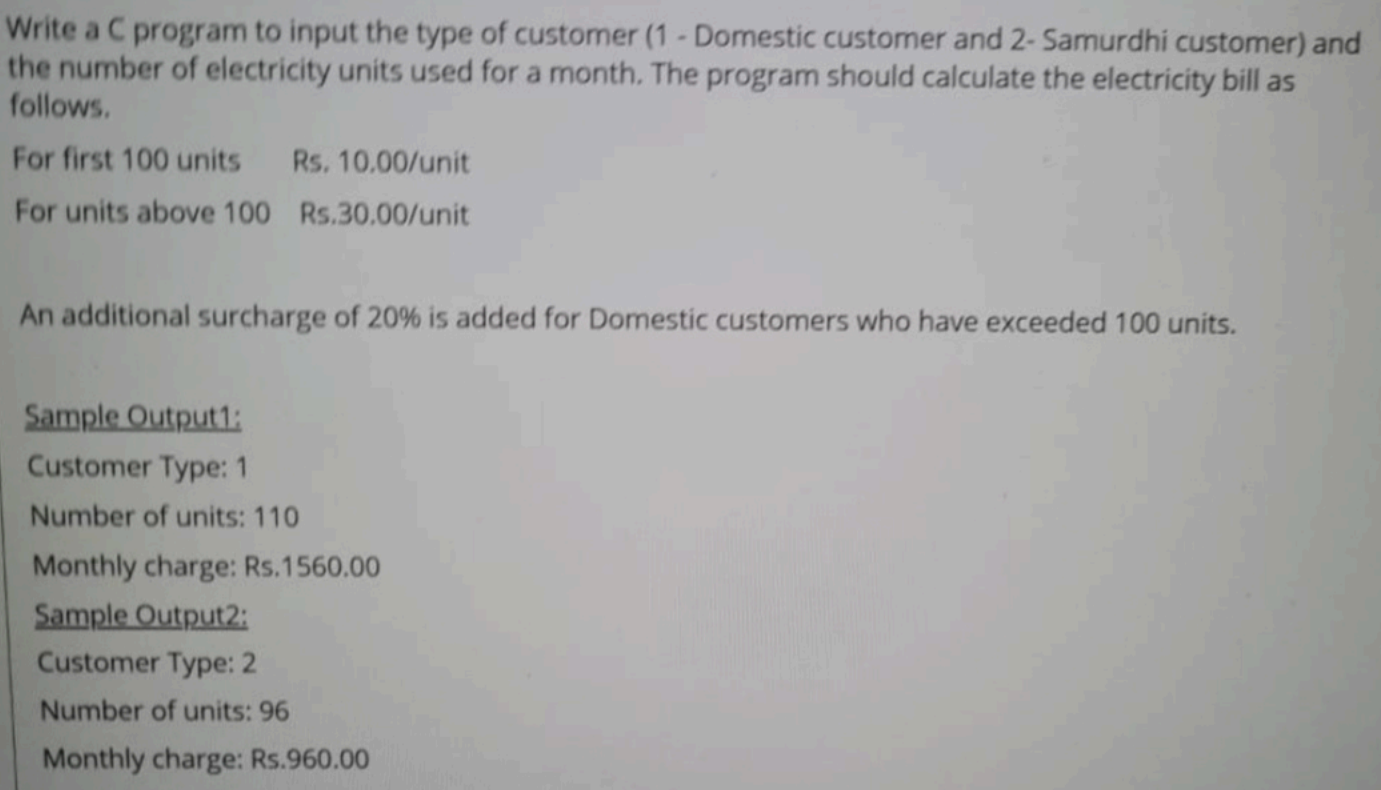 Write a C program to input the type of customer (1 - Domestic customer and 2- Samurdhi customer) and
the number of electricity units used for a month. The program should calculate the electricity bill as
follows.
For first 100 units Rs. 10.00/unit
For units above 100 Rs.30.00/unit
An additional surcharge of 20% is added for Domestic customers who have exceeded 100 units.
Sample Output1:
Customer Type: 1
Number of units: 110
Monthly charge: Rs.1560.00
Sample Output2:
Customer Type: 2
Number of units: 96
Monthly charge: Rs.960.00